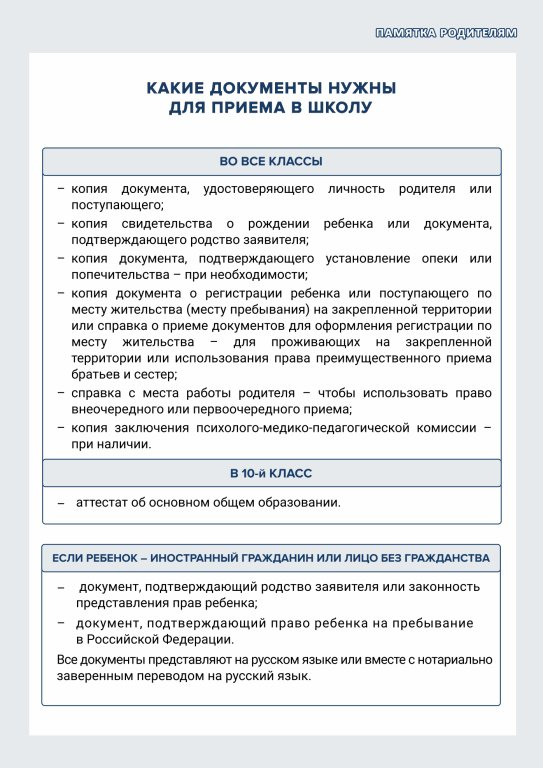 ПАМЯТКА РОДИТЕЛЯМ
КАКИЕ ДОКУМЕНТЫ НУЖНЫ
ДЛЯ ПРИЕМА В ШКОЛУ
ВО ВСЕ КЛАССЫ
– копия документа, удостоверяющего личность родителя или
поступающего;
– копия свидетельства о рождении ребенка или документа,
подтверждающего родство заявителя;
– копия документа, подтверждающего установление опеки или
попечительства – при необходимости;
– копия документа о регистрации ребенка или поступающего по
месту жительства (месту пребывания) на закрепленной территории
или справка о приеме документов для оформления регистрации по
месту жительства – для проживающих на закрепленной
территории или использования права преимущественного приема
братьев и сестер;
– справка с места работы родителя – чтобы использовать право
внеочередного или первоочередного приема;
– копия заключения психолого-медико-педагогической комиссии –
при наличии.
В 10-й КЛАСС
– аттестат об основном общем образовании.
ЕСЛИ РЕБЕНОК – ИНОСТРАННЫЙ ГРАЖДАНИН ИЛИ ЛИЦО БЕЗ ГРАЖДАНСТВА
– документ, подтверждающий родство заявителя или законность
представления прав ребенка;
– документ, подтверждающий право ребенка на пребывание
в Российской Федерации.
Все документы представляют на русском языке или вместе с нотариально
заверенным переводом на русский язык.